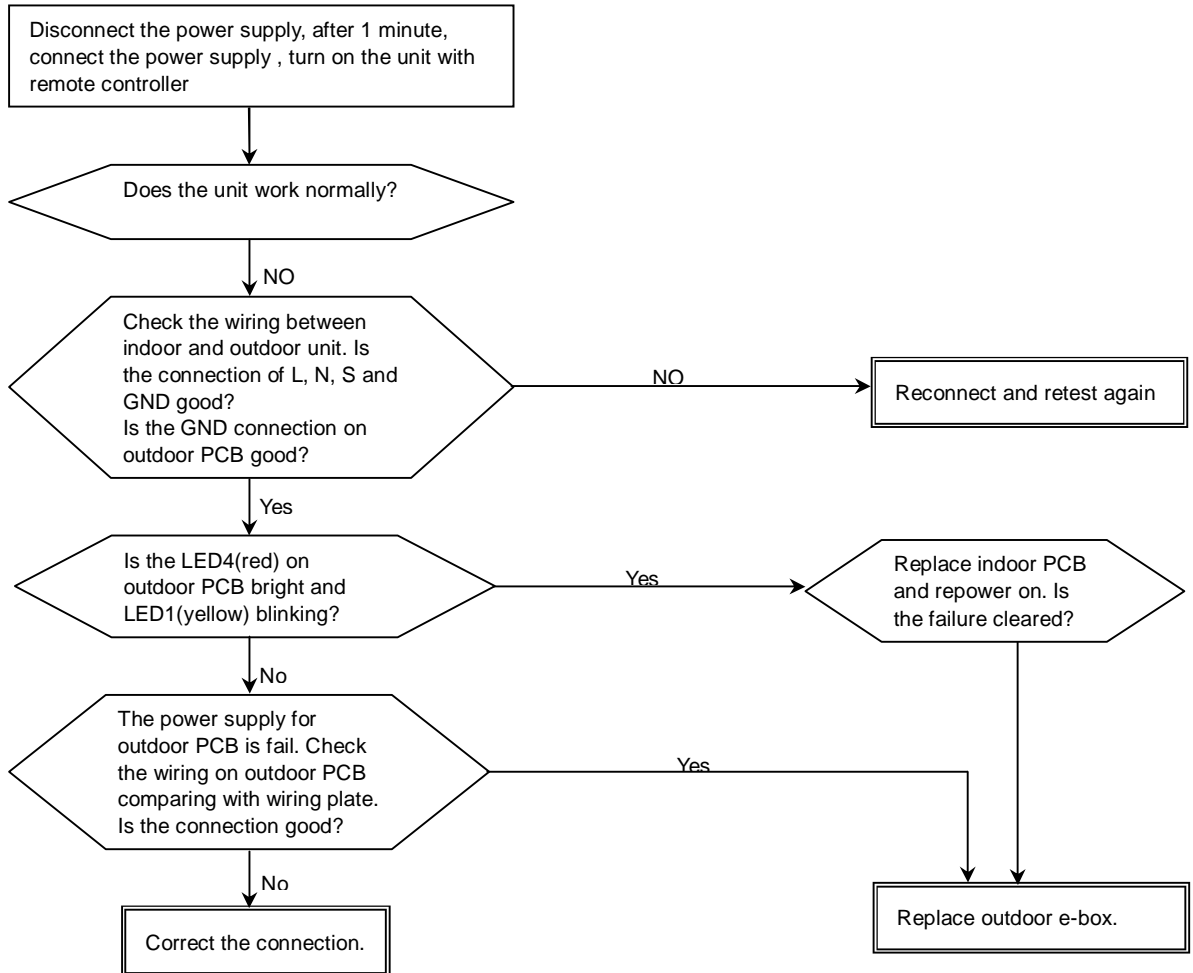 Disconnect the power supply, after 1 minute,
connect the power supply , turn on the unit with
remote controller
Does the unit work normally?
NO
Check the wiring between
indoor and outdoor unit. Is
the connection of L, N, S and
GND good?
Is the GND connection on
outdoor PCB good?
NO
Reconnect and retest again
Yes
Is the LED4(red) on
outdoor PCB bright and
LED1(yellow) blinking?
Yes
Replace indoor PCB
and repower on. Is
the failure cleared?
No
The power supply for
outdoor PCB is fail. Check
the wiring on outdoor PCB
comparing with wiring plate.
Is the connection good?
Yes
No
Correct the connection.
Replace outdoor e-box.